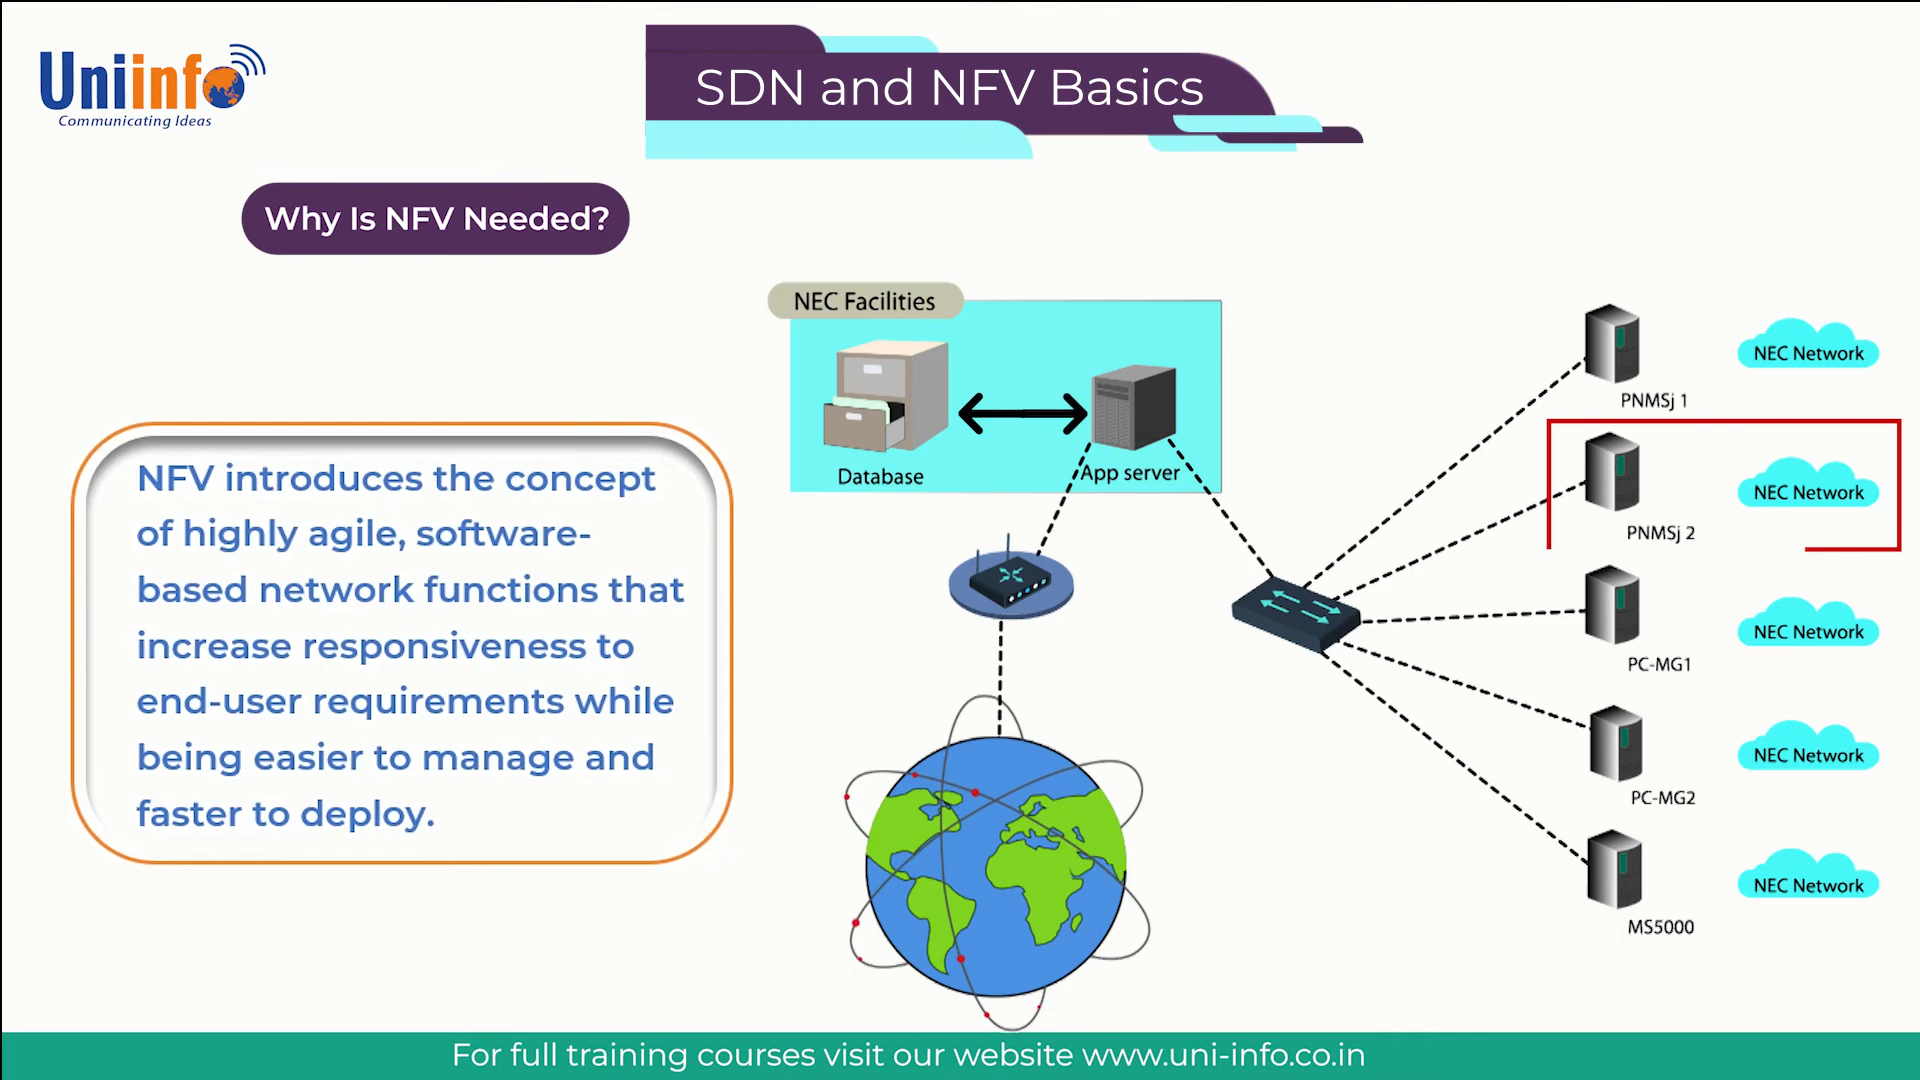 Uniinfo
Communicating Ideas
SDN and NFV Basics
Why Is NFV Needed?
NFV introduces the concept
of highly agile, software-
based network functions that
increase responsiveness to
end-user requirements while
being easier to manage and
faster to deploy.
NEC Facilities
Database
App server
PNMSj 1
NEC Network
PNMSj 2
NEC Network
PC-MG1
NEC Network
PC-MG2
NEC Network
MS5000
NEC Network
For full training courses visit our website www.uni-info.co.in